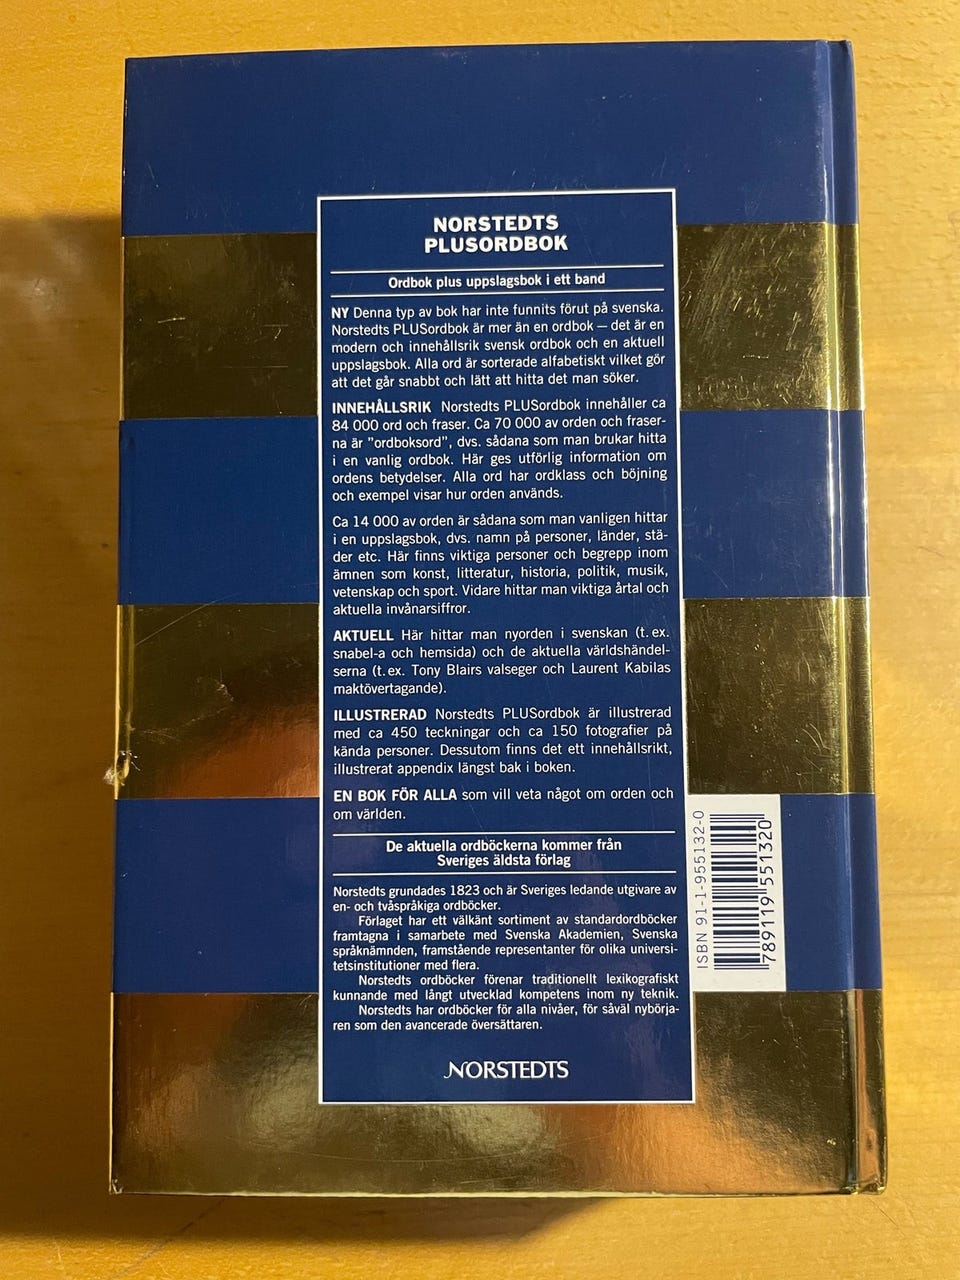 NORSTEDTS
PLUSORDBOK
Ordbok plus uppslagsbok i ett band
NY Denna typ av bok har inte funnits förut på svenska.
Norstedts PLUSordbok är mer än en ordbok – det är en
modern och innehållsrik svensk ordbok och en aktuell
uppslagsbok. Alla ord är sorterade alfabetiskt vilket gör
att det går snabbt och lätt att hitta det man söker.
INNEHÅLLSRIK Norstedts PLUSordbok innehåller ca
84 000 ord och fraser. Ca 70 000 av orden och fraser-
na är "ordboksord", dvs. sådana som man brukar hitta
i en vanlig ordbok. Här ges utförlig information om
ordens betydelser. Alla ord har ordklass och böjning
och exempel visar hur orden används.
Ca 14 000 av orden är sådana som man vanligen hittar
i en uppslagsbok, dvs. namn på personer, länder, stä-
der etc. Här finns viktiga personer och begrepp inom
ämnen som konst, litteratur, historia, politik, musik,
vetenskap och sport. Vidare hittar man viktiga årtal och
aktuella invånarsiffror.
AKTUELL Här hittar man nyorden i svenskan (t.ex.
snabel-a och hemsida) och de aktuella världshändel-
serna (t.ex. Tony Blairs valseger och Laurent Kabilas
maktövertagande).
ILLUSTRERAD Norstedts PLUSordbok är illustrerad
med ca 450 teckningar och ca 150 fotografier på
kända personer. Dessutom finns det ett innehållsrikt,
illustrerat appendix längst bak i boken.
EN BOK FÖR ALLA som vill veta något om orden och
om världen.
De aktuella ordböckerna kommer från
Sveriges äldsta förlag
Norstedts grundades 1823 och är Sveriges ledande utgivare av
en- och tvåspråkiga ordböcker.
Förlaget har ett välkänt sortiment av standardordböcker
framtagna i samarbete med Svenska Akademien, Svenska
språknämnden, framstående representanter för olika universi-
tetsinstitutioner med flera.
Norstedts ordböcker förenar traditionellt lexikografiskt
kunnande med långt utvecklad kompetens inom ny teknik.
Norstedts har ordböcker för alla nivåer, för såväl nybörja-
ren som den avancerade översättaren.
NORSTEDTS
ISBN 91-1-955132-0
789119 551320